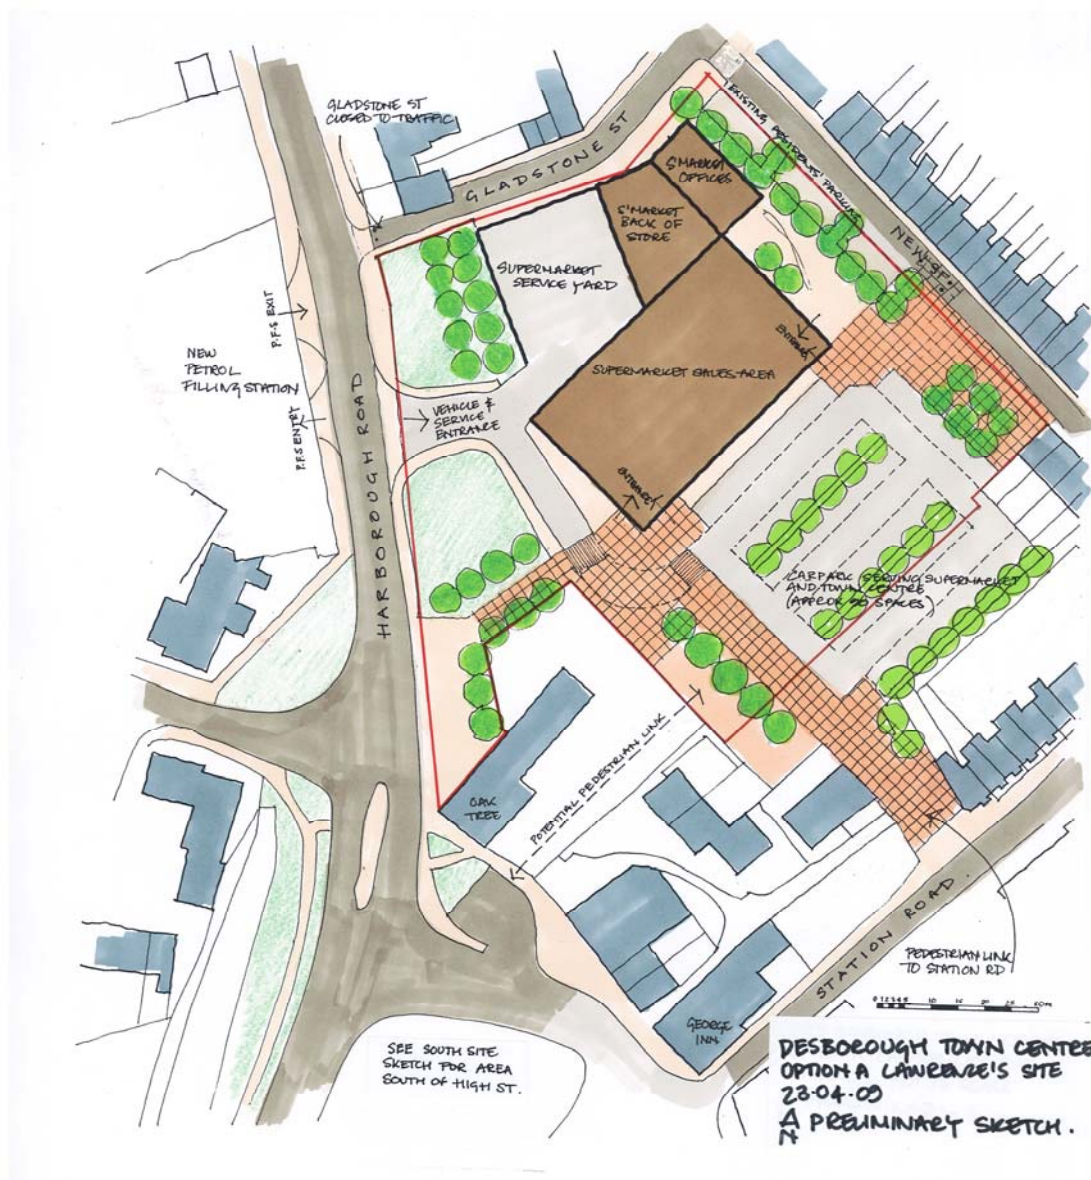 GLADSTONE ST
CLOSED TO TRAFFIC
GLADSTONE ST
EXISTING RESIDENTS' PARKING
S'MARKET
OFFICES
S'MARKET
BACK OF
STORE
NEW ST.
SUPERMARKET
SERVICE YARD
ENTRANCE
SUPERMARKET SALES AREA
P.F.S EXIT
NEW
PETROL
FILLING STATION
P.F.S ENTRY
HARBOROUGH ROAD
VEHICLE &
SERVICE
ENTRANCE
ENTRANCE
CARPARK SERVING SUPERMARKET
AND TOWN CENTRE
(APPROX SPACES)
POTENTIAL PEDESTRIAN LINK
OAK
TREE
STATION ROAD.
PEDESTRIAN LINK
TO STATION RD
GEORGE
INN
SEE SOUTH SITE
SKETCH FOR AREA
SOUTH OF HIGH ST.
DESBOROUGH TOWN CENTRE
OPTION A LAWRENCE'S SITE
23.04.09
N PRELIMINARY SKETCH.